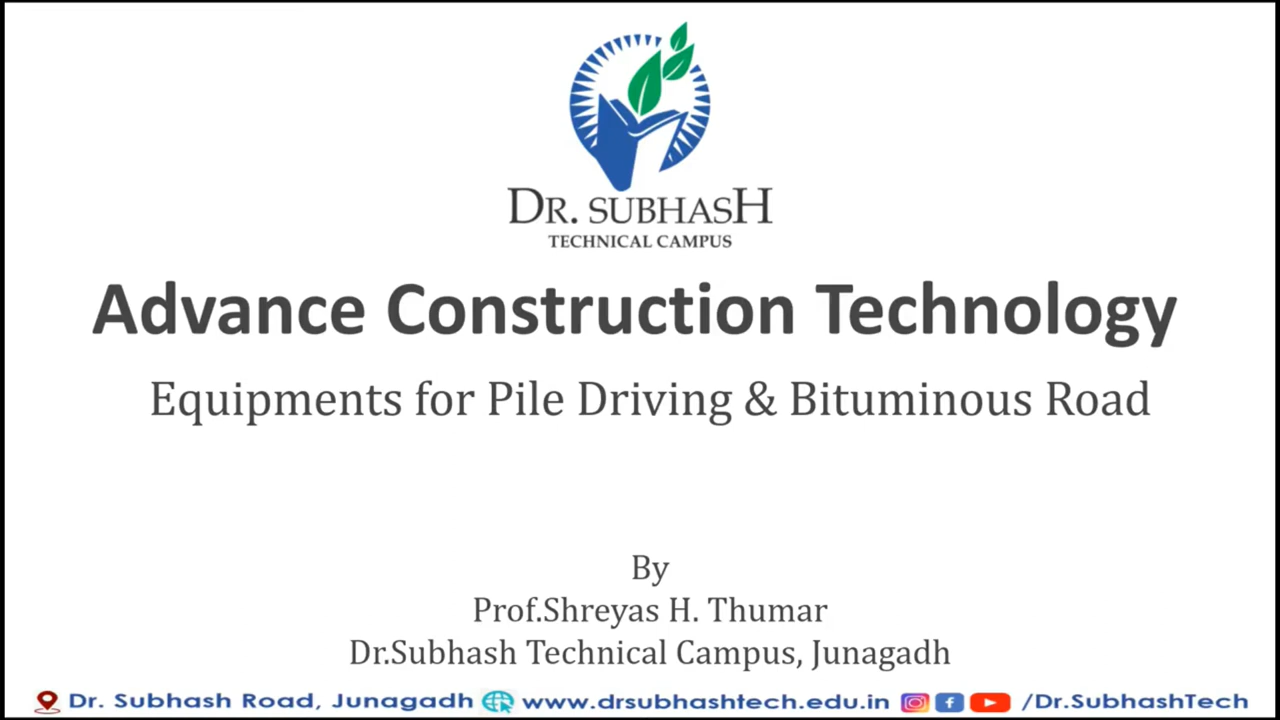 DR. SUBHASH
TECHNICAL CAMPUS
Advance Construction Technology
Equipments for Pile Driving & Bituminous Road
By
Prof.Shreyas H. Thumar
Dr.Subhash Technical Campus, Junagadh
Dr. Subhash Road, Junagadh www.drsubhashtech.edu.in /Dr.SubhashTech